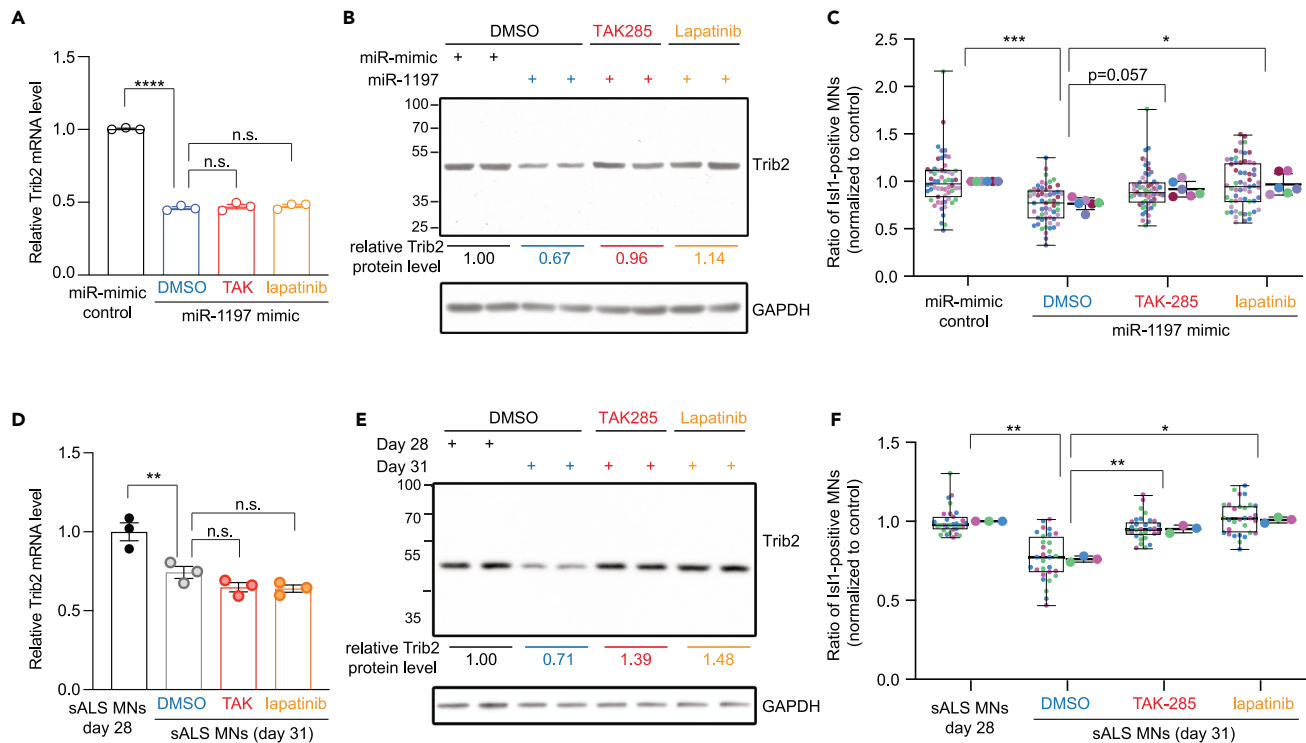 A
Relative Trib2 mRNA level
1.5
1.0
0.5
0.0
****
n.s.
n.s.
miR-mimic
control
DMSO
TAK
lapatinib
miR-1197 mimic
B
DMSO
TAK285
Lapatinib
miR-mimic
+ +
miR-1197
+ + + + + +
100
70
55
35
25
Trib2
relative Trib2
protein level
1.00
0.67
0.96
1.14
GAPDH
C
Ratio of Isl1-positive MNs
(normalized to control)
2.5
2.0
1.5
1.0
0.5
0.0
***
*
p=0.057
miR-mimic
control
DMSO
TAK-285
lapatinib
miR-1197 mimic
D
Relative Trib2 mRNA level
1.5
1.0
0.5
0.0
**
n.s.
n.s.
sALS MNs
day 28
DMSO
TAK
lapatinib
sALS MNs (day 31)
E
DMSO
TAK285
Lapatinib
Day 28
+ +
Day 31
+ + + + + +
100
70
55
35
Trib2
relative Trib2
protein level
1.00
0.71
1.39
1.48
GAPDH
F
Ratio of Isl1-positive MNs
(normalized to control)
1.5
1.0
0.5
0.0
**
*
**
sALS MNs
day 28
DMSO
TAK-285
lapatinib
sALS MNs (day 31)